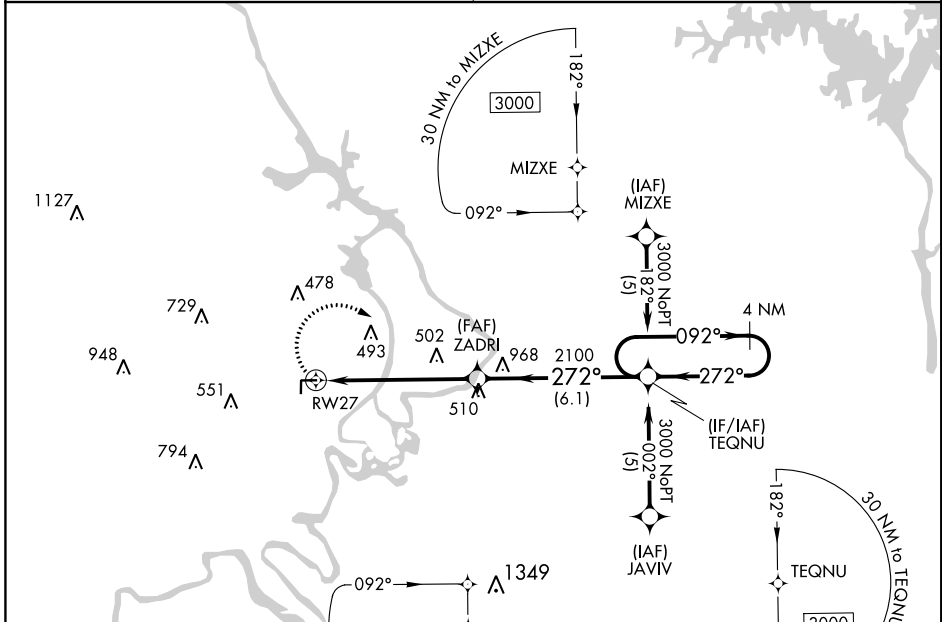 30 NM to MIZXE
182°
3000
MIZXE
092°
1127
(IAF)
MIZXE
3000 NoPT
182°
(5)
478
729
4 NM
092°
493
502
(FAF)
ZADRI
968
2100
272°
(6.1)
272°
948
551
RW27
510
(IF/IAF)
TEQNU
794
3000 NoPT
002°
(5)
(IAF)
JAVIV
182°
30 NM to TEQNU
TEQNU
092°
1349
3000